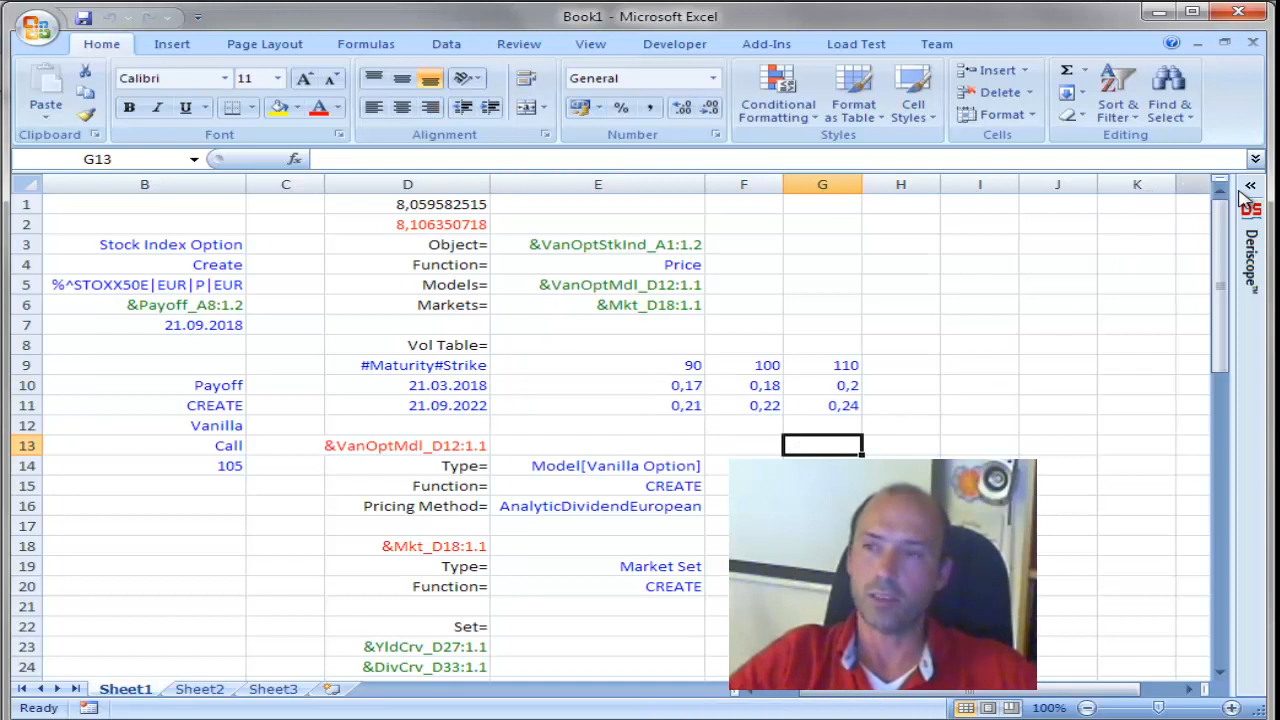 Book1 - Microsoft Excel
Home Insert Page Layout Formulas Data Review View Developer Add-Ins Load Test Team
Paste
Clipboard
Calibri 11
B I U
Font
Alignment
General
% ,
Number
Conditional Formatting
Format as Table
Cell Styles
Styles
Insert
Delete
Format
Cells
Σ
Sort & Filter
Find & Select
Editing
G13 fx
B C D E F G H I J K
1 8,059582515
2 8,106350718
3 Stock Index Option Object= &VanOptStkInd_A1:1.2
4 Create Function= Price
5 %^STOXX50E|EUR|P|EUR Models= &VanOptMdl_D12:1.1
6 &Payoff_A8:1.2 Markets= &Mkt_D18:1.1
7 21.09.2018
8 Vol Table=
9 #Maturity#Strike 90 100 110
10 Payoff 21.03.2018 0,17 0,18 0,2
11 CREATE 21.09.2022 0,21 0,22 0,24
12 Vanilla
13 Call &VanOptMdl_D12:1.1
14 105 Type= Model[Vanilla Option]
15 Function= CREATE
16 Pricing Method= AnalyticDividendEuropean
17
18 &Mkt_D18:1.1
19 Type= Market Set
20 Function= CREATE
21
22 Set=
23 &YldCrv_D27:1.1
24 &DivCrv_D33:1.1
DS
Deriscope™
Sheet1 Sheet2 Sheet3
Ready 100%